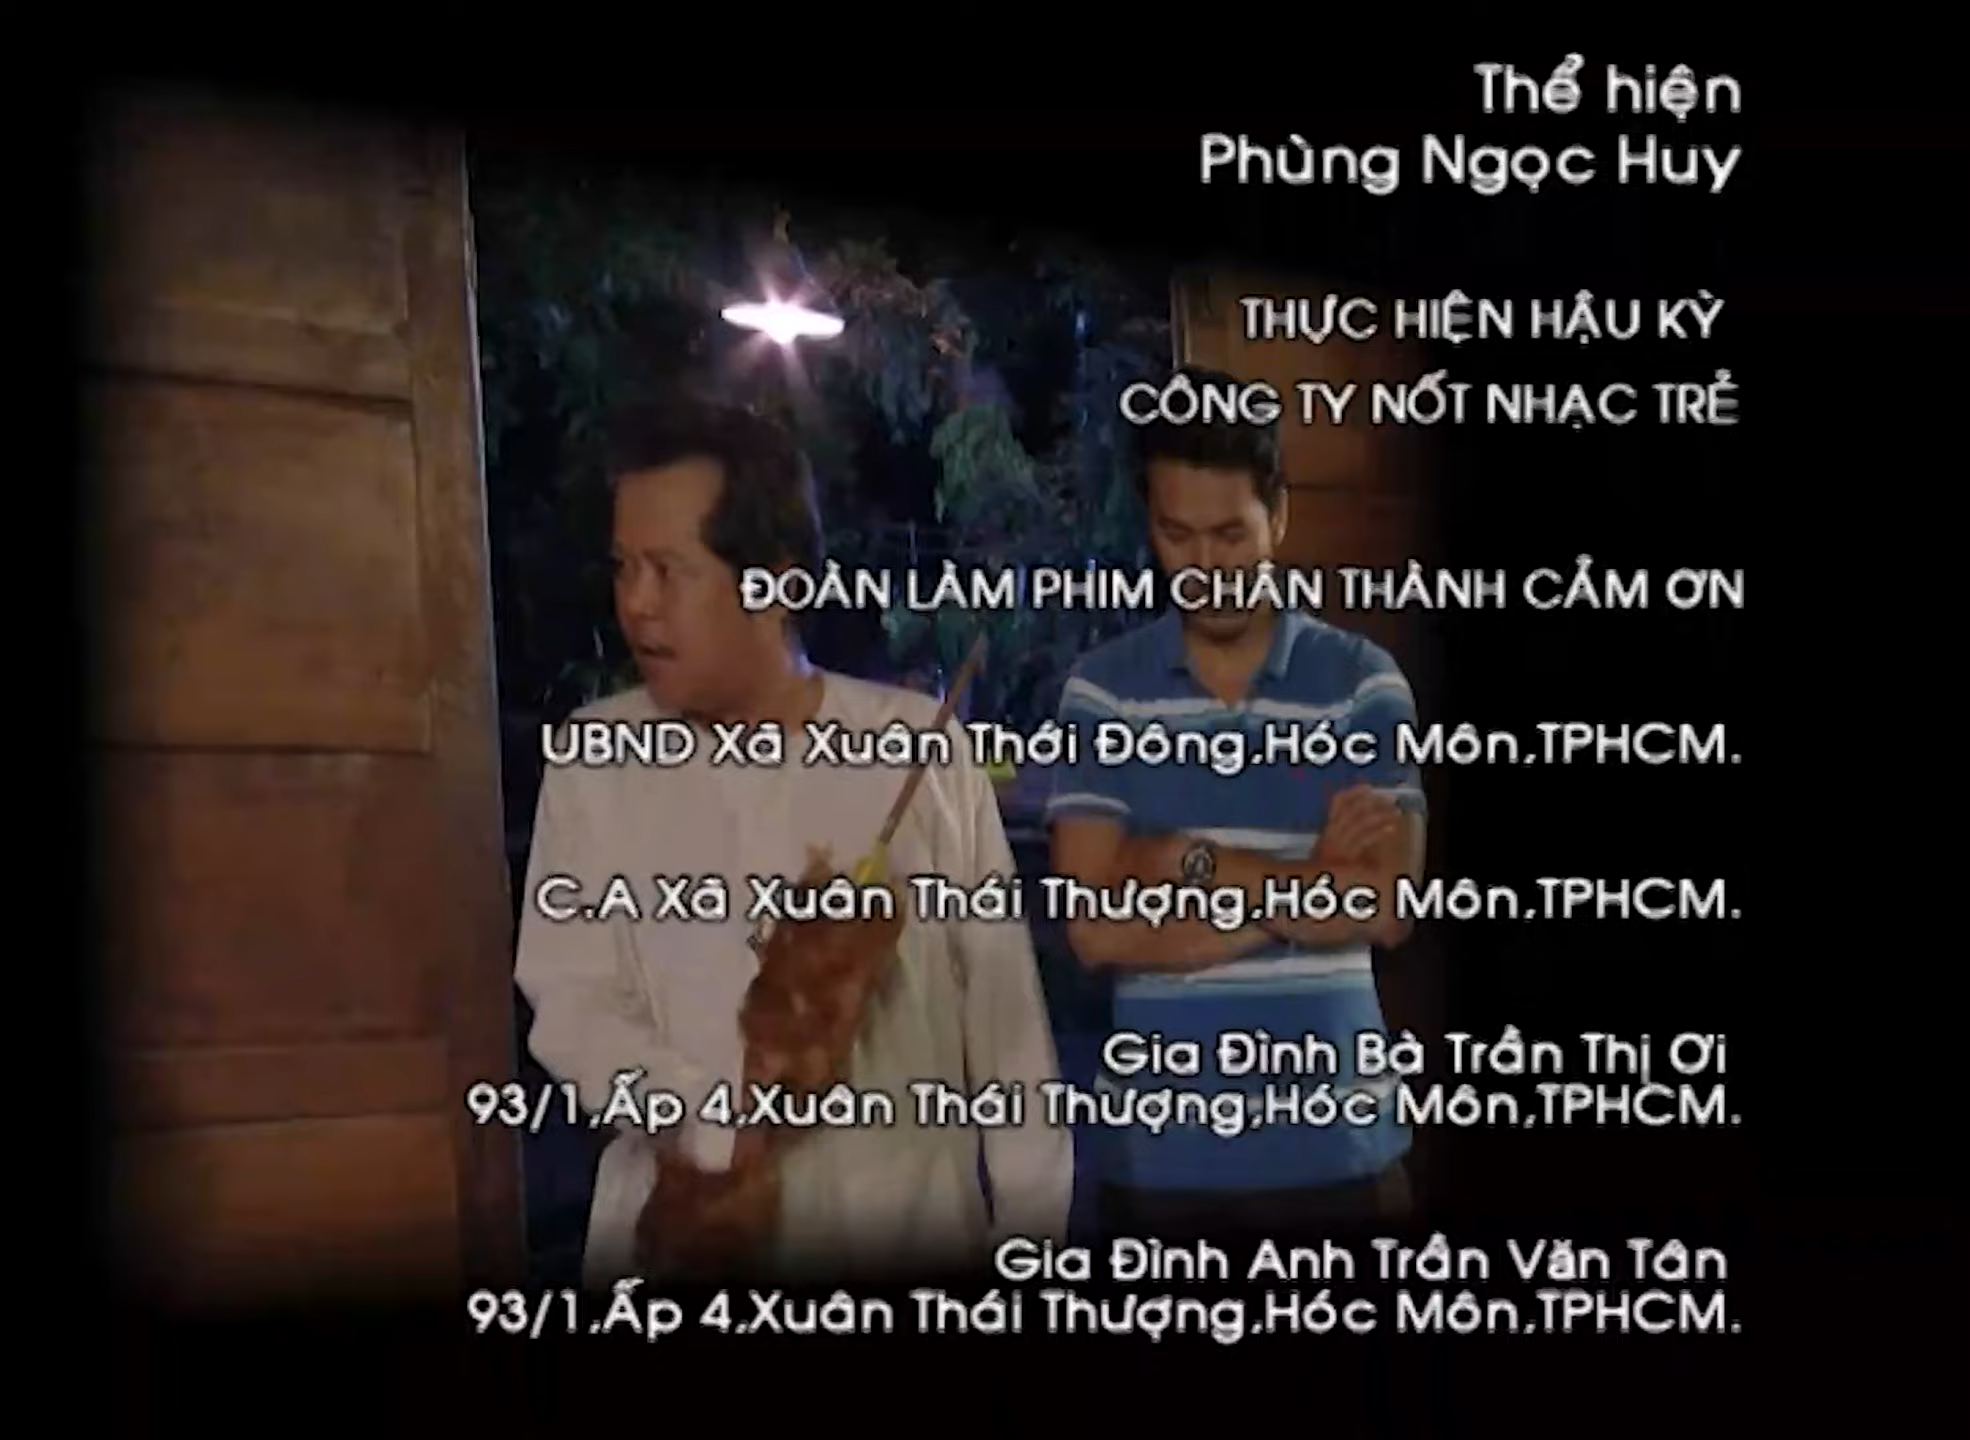 Thể hiện
Phùng Ngọc Huy
THỰC HIỆN HẬU KỲ
CÔNG TY NỐT NHẠC TRẺ
ĐOÀN LÀM PHIM CHÂN THÀNH CẢM ƠN
UBND Xã Xuân Thới Đông,Hóc Môn,TPHCM.
C.A Xã Xuân Thái Thượng,Hóc Môn,TPHCM.
Gia Đình Bà Trần Thị Ơi
93/1,Ấp 4,Xuân Thái Thượng,Hóc Môn,TPHCM.
Gia Đình Anh Trần Văn Tân
93/1,Ấp 4,Xuân Thái Thượng,Hóc Môn,TPHCM.